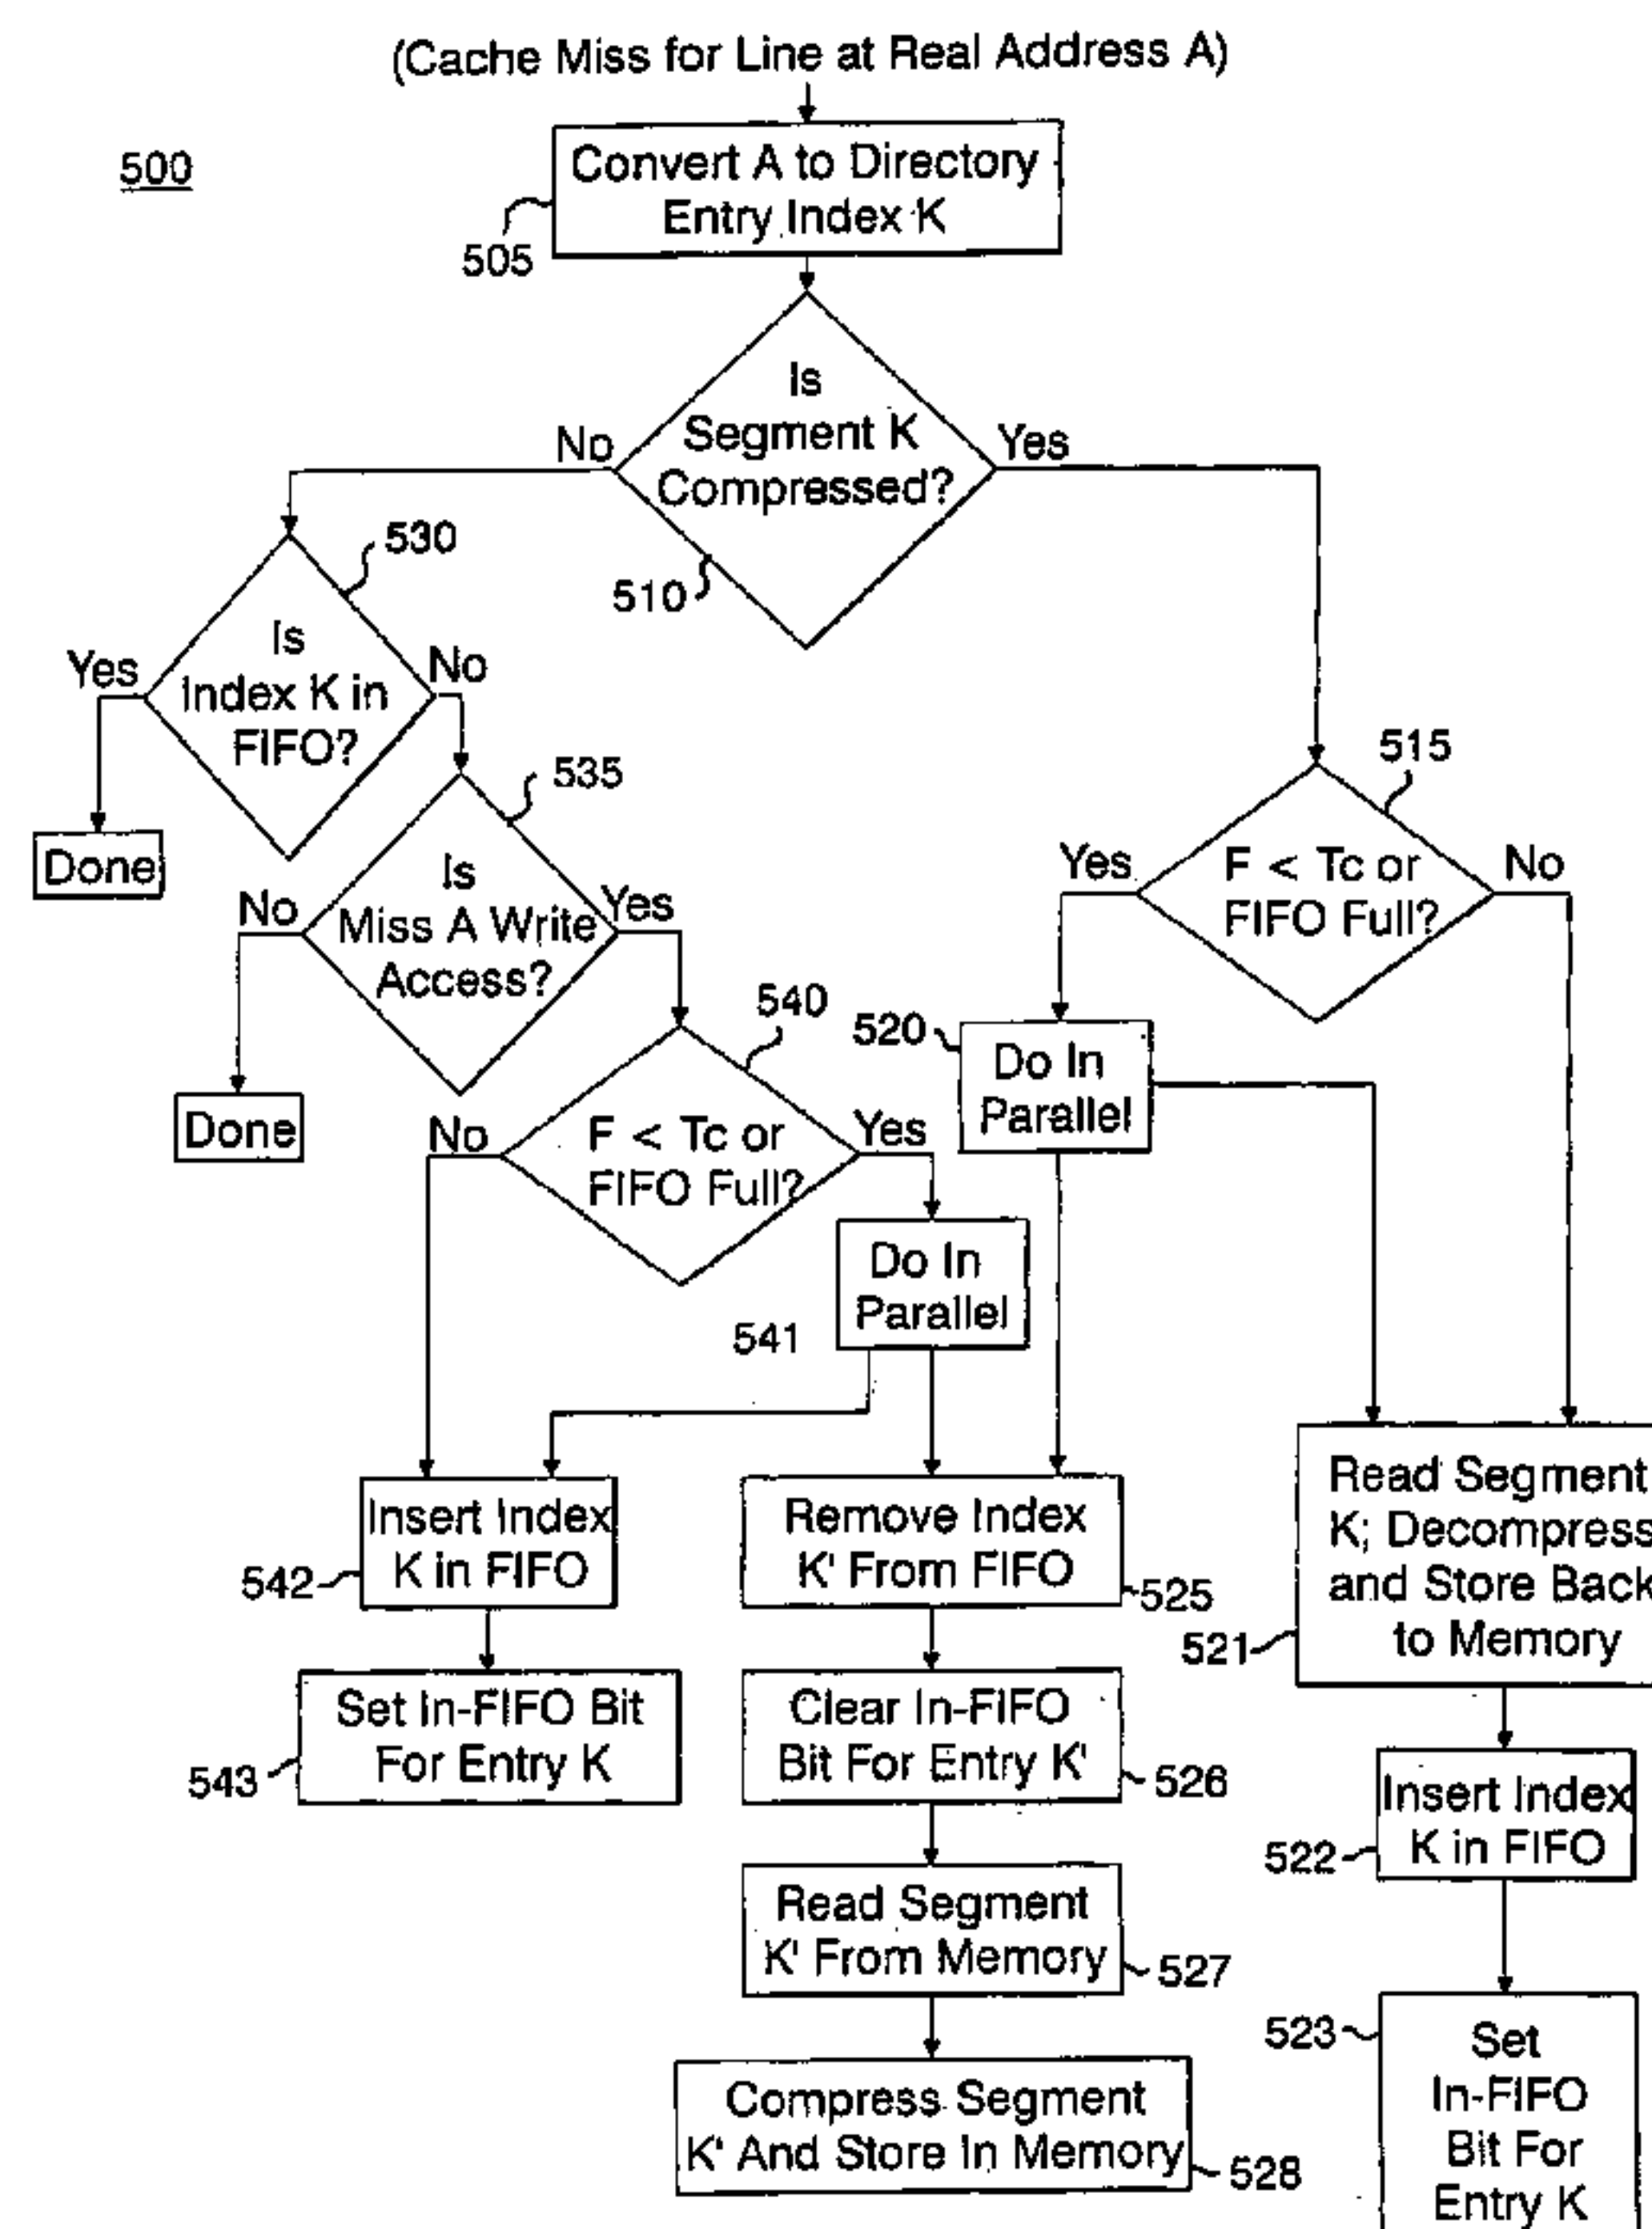 (Cache Miss for Line at Real Address A)
500
Convert A to Directory
Entry Index K
505
Is
Segment K
Compressed?
No
Yes
510
530
Is
Index K in
FIFO?
Yes
No
Done
535
Is
Miss A Write
Access?
No
Yes
Done
515
F < Tc or
FIFO Full?
Yes
No
540
F < Tc or
FIFO Full?
No
Yes
520
Do In
Parallel
Do In
Parallel
541
Insert Index
K in FIFO
542
Remove Index
K' From FIFO
525
Read Segment
K; Decompress
and Store Back
to Memory
521
Set In-FIFO Bit
For Entry K
543
Clear In-FIFO
Bit For Entry K'
526
Insert Index
K in FIFO
522
Read Segment
K' From Memory
527
523
Set
In-FIFO
Bit For
Entry K
Compress Segment
K' And Store In Memory
528